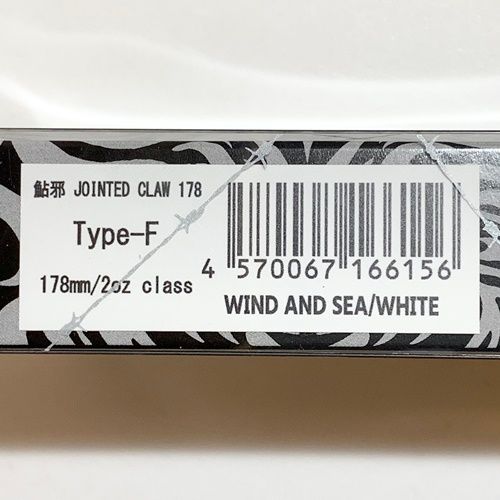 鮎邪 JOINTED CLAW 178
Type-F
178mm/2oz class
4 570067 166156
WIND AND SEA/WHITE